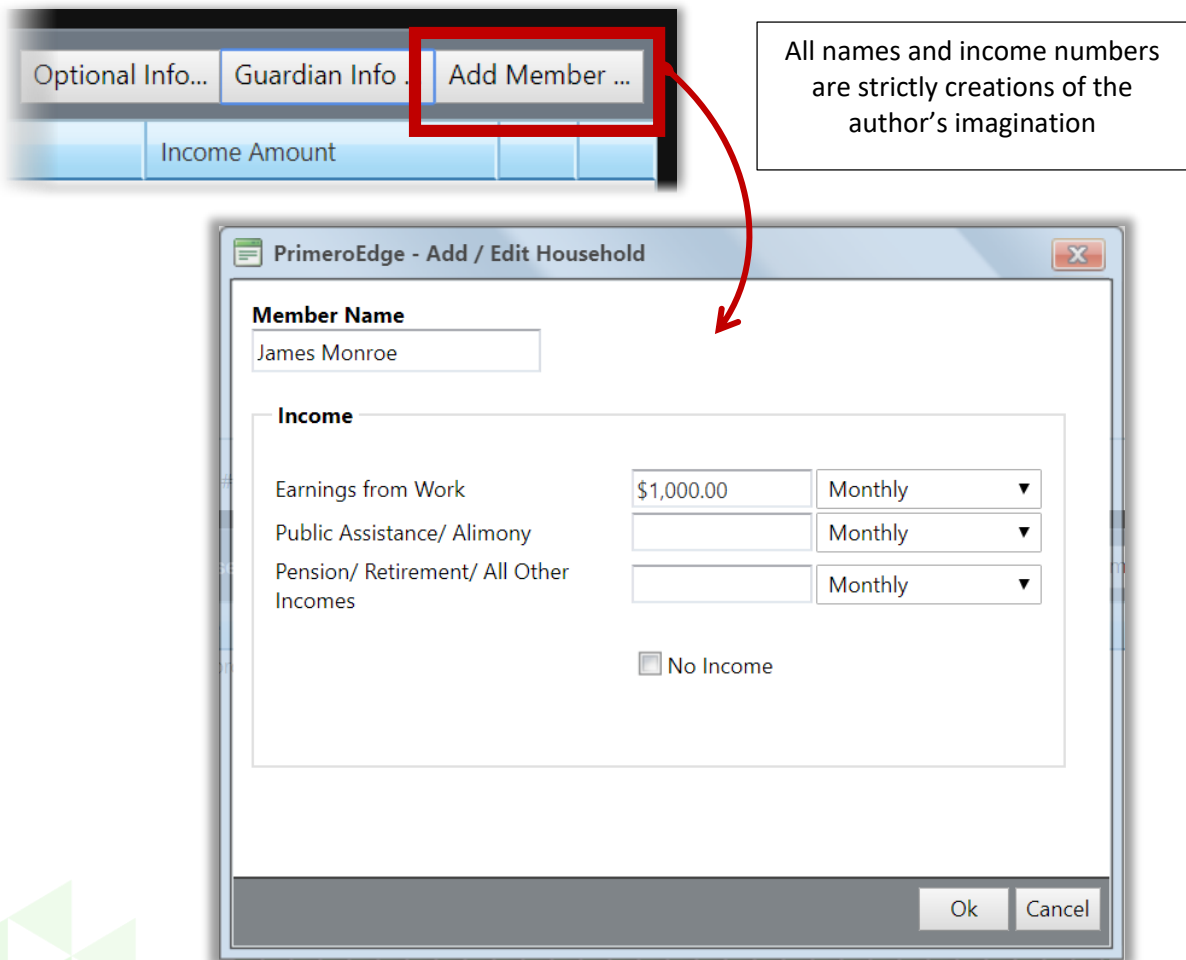 Optional Info... Guardian Info . Add Member ...
Income Amount
All names and income numbers
are strictly creations of the
author's imagination
PrimeroEdge - Add / Edit Household
Member Name
James Monroe
Income
Earnings from Work $1,000.00 Monthly
Public Assistance/ Alimony Monthly
Pension/ Retirement/ All Other
Incomes Monthly
No Income
Ok Cancel